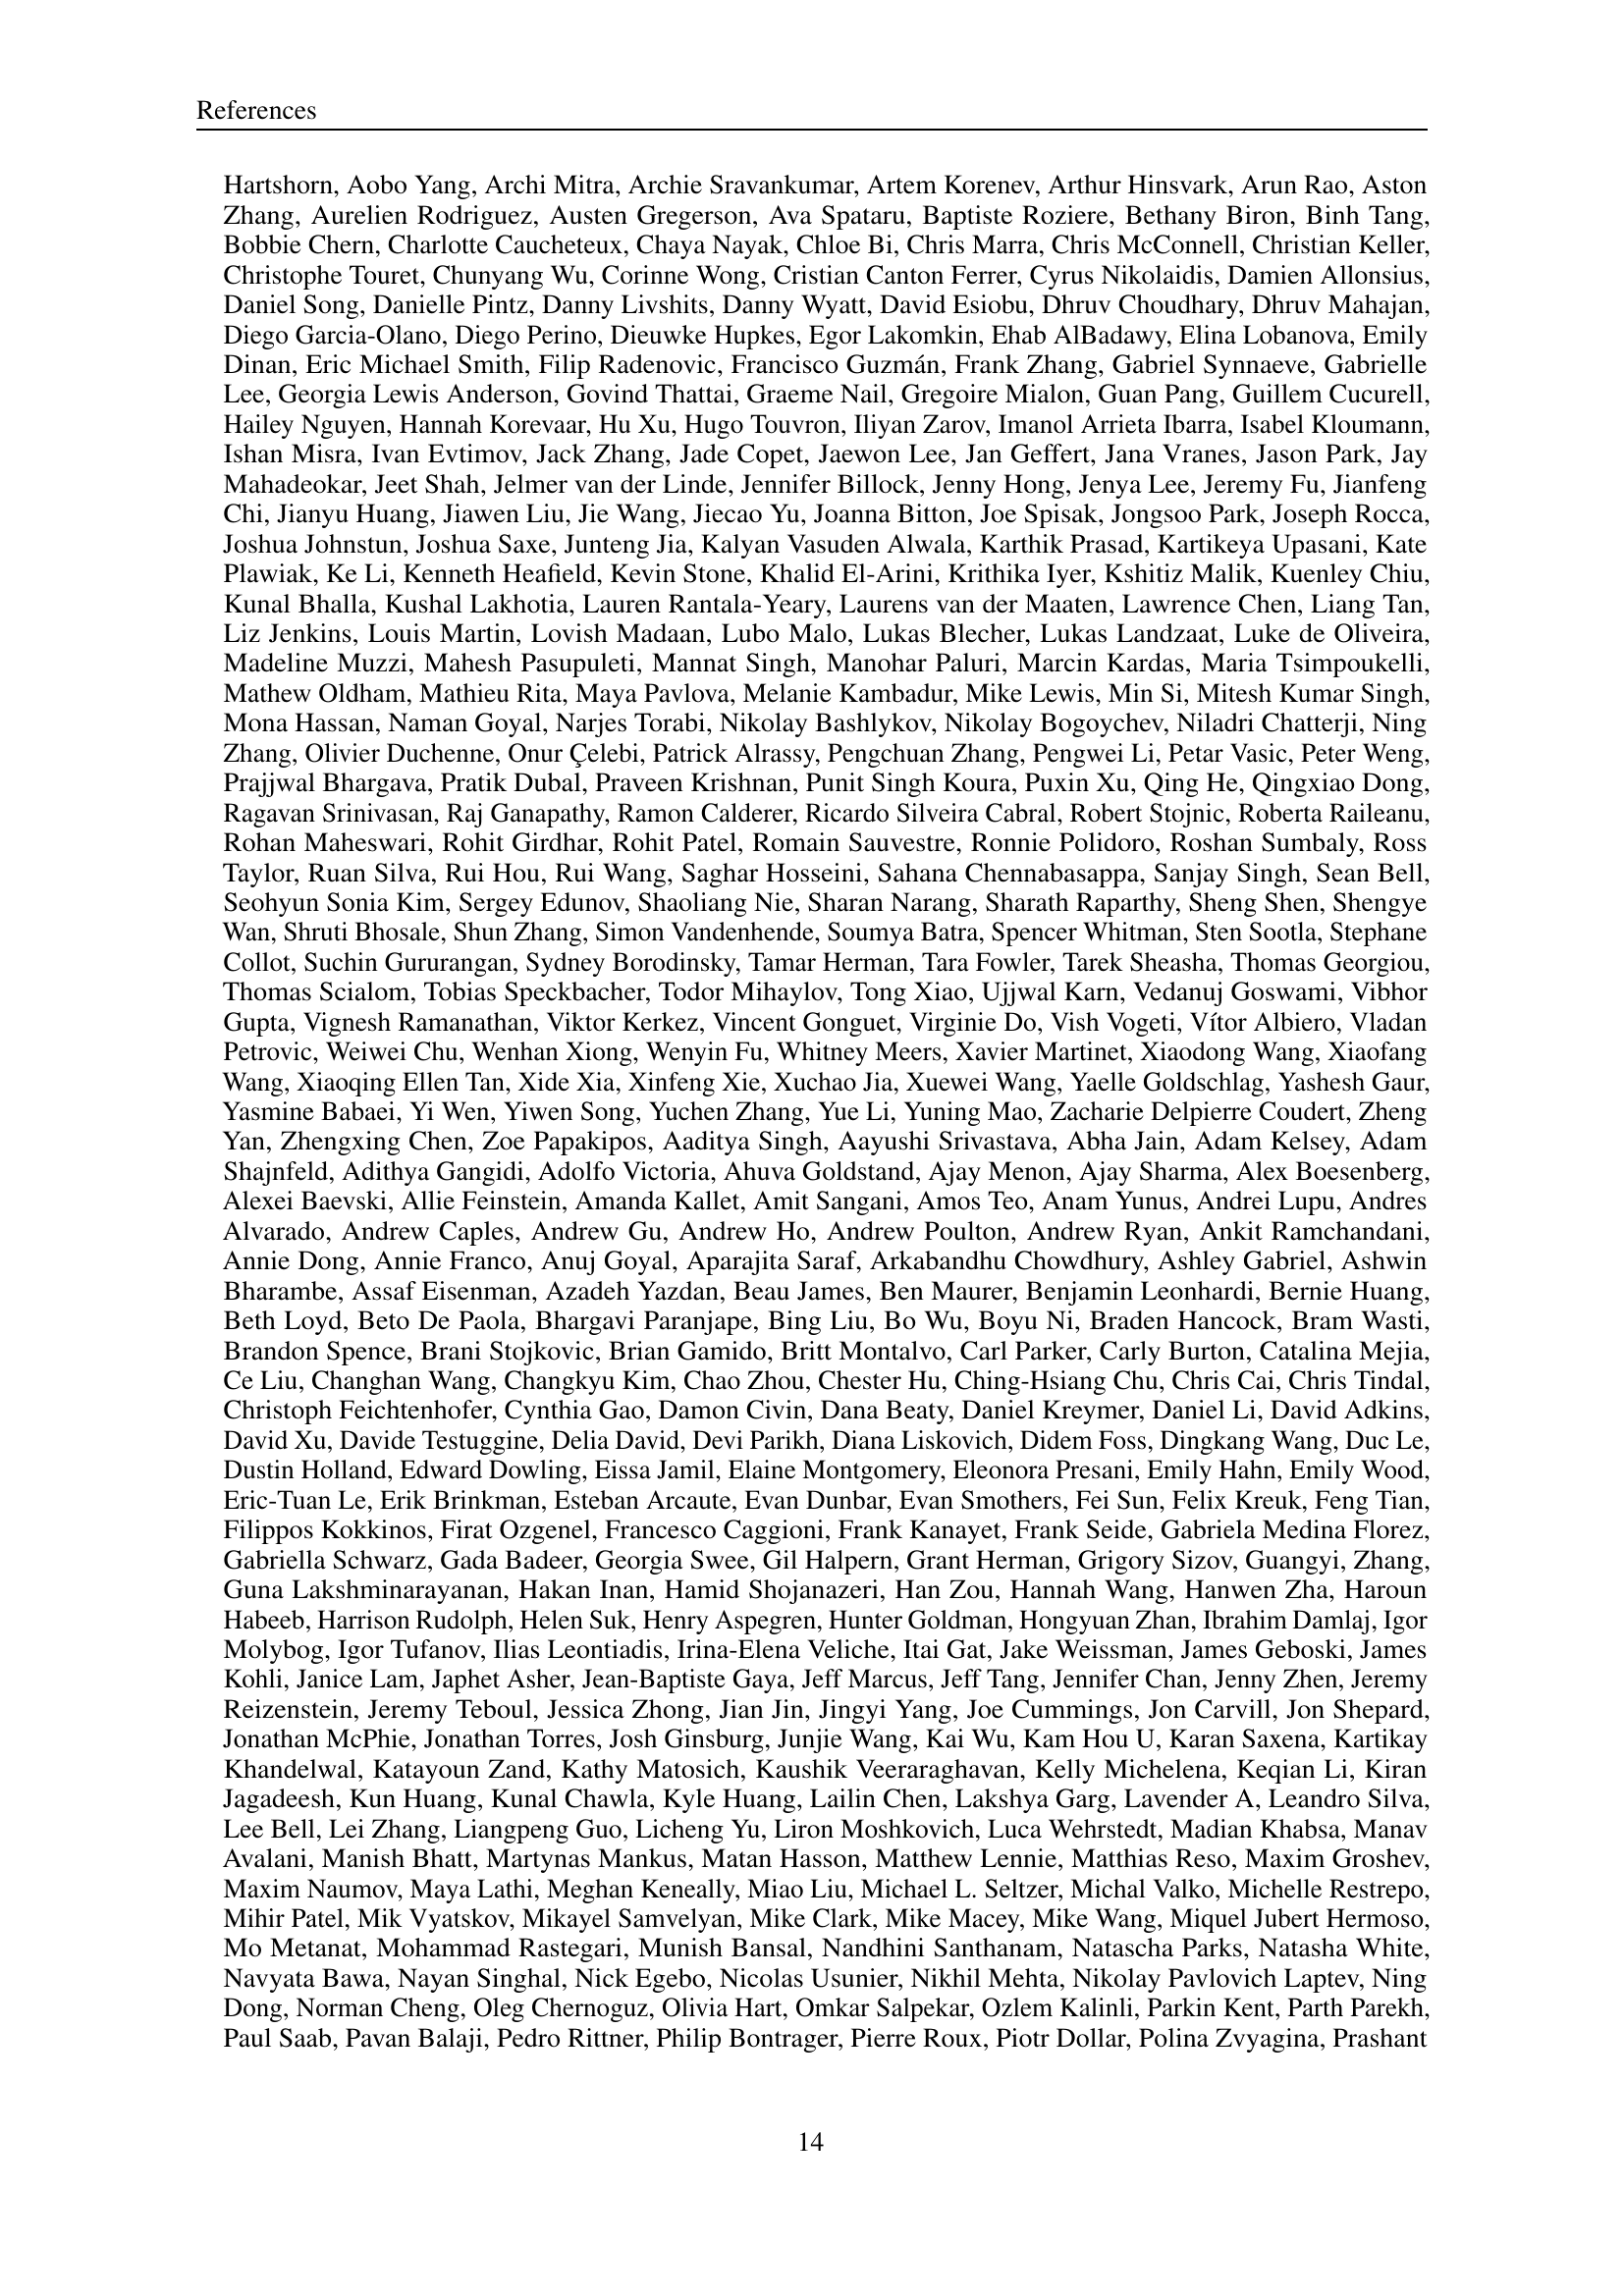 References
Hartshorn, Aobo Yang, Archi Mitra, Archie Sravankumar, Artem Korenev, Arthur Hinsvark, Arun Rao, Aston
Zhang, Aurelien Rodriguez, Austen Gregerson, Ava Spataru, Baptiste Roziere, Bethany Biron, Binh Tang,
Bobbie Chern, Charlotte Caucheteux, Chaya Nayak, Chloe Bi, Chris Marra, Chris McConnell, Christian Keller,
Christophe Touret, Chunyang Wu, Corinne Wong, Cristian Canton Ferrer, Cyrus Nikolaidis, Damien Allonsius,
Daniel Song, Danielle Pintz, Danny Livshits, Danny Wyatt, David Esiobu, Dhruv Choudhary, Dhruv Mahajan,
Diego Garcia-Olano, Diego Perino, Dieuwke Hupkes, Egor Lakomkin, Ehab AlBadawy, Elina Lobanova, Emily
Dinan, Eric Michael Smith, Filip Radenovic, Francisco Guzmán, Frank Zhang, Gabriel Synnaeve, Gabrielle
Lee, Georgia Lewis Anderson, Govind Thattai, Graeme Nail, Gregoire Mialon, Guan Pang, Guillem Cucurell,
Hailey Nguyen, Hannah Korevaar, Hu Xu, Hugo Touvron, Iliyan Zarov, Imanol Arrieta Ibarra, Isabel Kloumann,
Ishan Misra, Ivan Evtimov, Jack Zhang, Jade Copet, Jaewon Lee, Jan Geffert, Jana Vranes, Jason Park, Jay
Mahadeokar, Jeet Shah, Jelmer van der Linde, Jennifer Billock, Jenny Hong, Jenya Lee, Jeremy Fu, Jianfeng
Chi, Jianyu Huang, Jiawen Liu, Jie Wang, Jiecao Yu, Joanna Bitton, Joe Spisak, Jongsoo Park, Joseph Rocca,
Joshua Johnstun, Joshua Saxe, Junteng Jia, Kalyan Vasuden Alwala, Karthik Prasad, Kartikeya Upasani, Kate
Plawiak, Ke Li, Kenneth Heafield, Kevin Stone, Khalid El-Arini, Krithika Iyer, Kshitiz Malik, Kuenley Chiu,
Kunal Bhalla, Kushal Lakhotia, Lauren Rantala-Yeary, Laurens van der Maaten, Lawrence Chen, Liang Tan,
Liz Jenkins, Louis Martin, Lovish Madaan, Lubo Malo, Lukas Blecher, Lukas Landzaat, Luke de Oliveira,
Madeline Muzzi, Mahesh Pasupuleti, Mannat Singh, Manohar Paluri, Marcin Kardas, Maria Tsimpoukelli,
Mathew Oldham, Mathieu Rita, Maya Pavlova, Melanie Kambadur, Mike Lewis, Min Si, Mitesh Kumar Singh,
Mona Hassan, Naman Goyal, Narjes Torabi, Nikolay Bashlykov, Nikolay Bogoychev, Niladri Chatterji, Ning
Zhang, Olivier Duchenne, Onur Çelebi, Patrick Alrassy, Pengchuan Zhang, Pengwei Li, Petar Vasic, Peter Weng,
Prajjwal Bhargava, Pratik Dubal, Praveen Krishnan, Punit Singh Koura, Puxin Xu, Qing He, Qingxiao Dong,
Ragavan Srinivasan, Raj Ganapathy, Ramon Calderer, Ricardo Silveira Cabral, Robert Stojnic, Roberta Raileanu,
Rohan Maheswari, Rohit Girdhar, Rohit Patel, Romain Sauvestre, Ronnie Polidoro, Roshan Sumbaly, Ross
Taylor, Ruan Silva, Rui Hou, Rui Wang, Saghar Hosseini, Sahana Chennabasappa, Sanjay Singh, Sean Bell,
Seohyun Sonia Kim, Sergey Edunov, Shaoliang Nie, Sharan Narang, Sharath Raparthy, Sheng Shen, Shengye
Wan, Shruti Bhosale, Shun Zhang, Simon Vandenhende, Soumya Batra, Spencer Whitman, Sten Sootla, Stephane
Collot, Suchin Gururangan, Sydney Borodinsky, Tamar Herman, Tara Fowler, Tarek Sheasha, Thomas Georgiou,
Thomas Scialom, Tobias Speckbacher, Todor Mihaylov, Tong Xiao, Ujjwal Karn, Vedanuj Goswami, Vibhor
Gupta, Vignesh Ramanathan, Viktor Kerkez, Vincent Gonguet, Virginie Do, Vish Vogeti, Vítor Albiero, Vladan
Petrovic, Weiwei Chu, Wenhan Xiong, Wenyin Fu, Whitney Meers, Xavier Martinet, Xiaodong Wang, Xiaofang
Wang, Xiaoqing Ellen Tan, Xide Xia, Xinfeng Xie, Xuchao Jia, Xuewei Wang, Yaelle Goldschlag, Yashesh Gaur,
Yasmine Babaei, Yi Wen, Yiwen Song, Yuchen Zhang, Yue Li, Yuning Mao, Zacharie Delpierre Coudert, Zheng
Yan, Zhengxing Chen, Zoe Papakipos, Aaditya Singh, Aayushi Srivastava, Abha Jain, Adam Kelsey, Adam
Shajnfeld, Adithya Gangidi, Adolfo Victoria, Ahuva Goldstand, Ajay Menon, Ajay Sharma, Alex Boesenberg,
Alexei Baevski, Allie Feinstein, Amanda Kallet, Amit Sangani, Amos Teo, Anam Yunus, Andrei Lupu, Andres
Alvarado, Andrew Caples, Andrew Gu, Andrew Ho, Andrew Poulton, Andrew Ryan, Ankit Ramchandani,
Annie Dong, Annie Franco, Anuj Goyal, Aparajita Saraf, Arkabandhu Chowdhury, Ashley Gabriel, Ashwin
Bharambe, Assaf Eisenman, Azadeh Yazdan, Beau James, Ben Maurer, Benjamin Leonhardi, Bernie Huang,
Beth Loyd, Beto De Paola, Bhargavi Paranjape, Bing Liu, Bo Wu, Boyu Ni, Braden Hancock, Bram Wasti,
Brandon Spence, Brani Stojkovic, Brian Gamido, Britt Montalvo, Carl Parker, Carly Burton, Catalina Mejia,
Ce Liu, Changhan Wang, Changkyu Kim, Chao Zhou, Chester Hu, Ching-Hsiang Chu, Chris Cai, Chris Tindal,
Christoph Feichtenhofer, Cynthia Gao, Damon Civin, Dana Beaty, Daniel Kreymer, Daniel Li, David Adkins,
David Xu, Davide Testuggine, Delia David, Devi Parikh, Diana Liskovich, Didem Foss, Dingkang Wang, Duc Le,
Dustin Holland, Edward Dowling, Eissa Jamil, Elaine Montgomery, Eleonora Presani, Emily Hahn, Emily Wood,
Eric-Tuan Le, Erik Brinkman, Esteban Arcaute, Evan Dunbar, Evan Smothers, Fei Sun, Felix Kreuk, Feng Tian,
Filippos Kokkinos, Firat Ozgenel, Francesco Caggioni, Frank Kanayet, Frank Seide, Gabriela Medina Florez,
Gabriella Schwarz, Gada Badeer, Georgia Swee, Gil Halpern, Grant Herman, Grigory Sizov, Guangyi, Zhang,
Guna Lakshminarayanan, Hakan Inan, Hamid Shojanazeri, Han Zou, Hannah Wang, Hanwen Zha, Haroun
Habeeb, Harrison Rudolph, Helen Suk, Henry Aspegren, Hunter Goldman, Hongyuan Zhan, Ibrahim Damlaj, Igor
Molybog, Igor Tufanov, Ilias Leontiadis, Irina-Elena Veliche, Itai Gat, Jake Weissman, James Geboski, James
Kohli, Janice Lam, Japhet Asher, Jean-Baptiste Gaya, Jeff Marcus, Jeff Tang, Jennifer Chan, Jenny Zhen, Jeremy
Reizenstein, Jeremy Teboul, Jessica Zhong, Jian Jin, Jingyi Yang, Joe Cummings, Jon Carvill, Jon Shepard,
Jonathan McPhie, Jonathan Torres, Josh Ginsburg, Junjie Wang, Kai Wu, Kam Hou U, Karan Saxena, Kartikay
Khandelwal, Katayoun Zand, Kathy Matosich, Kaushik Veeraraghavan, Kelly Michelena, Keqian Li, Kiran
Jagadeesh, Kun Huang, Kunal Chawla, Kyle Huang, Lailin Chen, Lakshya Garg, Lavender A, Leandro Silva,
Lee Bell, Lei Zhang, Liangpeng Guo, Licheng Yu, Liron Moshkovich, Luca Wehrstedt, Madian Khabsa, Manav
Avalani, Manish Bhatt, Martynas Mankus, Matan Hasson, Matthew Lennie, Matthias Reso, Maxim Groshev,
Maxim Naumov, Maya Lathi, Meghan Keneally, Miao Liu, Michael L. Seltzer, Michal Valko, Michelle Restrepo,
Mihir Patel, Mik Vyatskov, Mikayel Samvelyan, Mike Clark, Mike Macey, Mike Wang, Miquel Jubert Hermoso,
Mo Metanat, Mohammad Rastegari, Munish Bansal, Nandhini Santhanam, Natascha Parks, Natasha White,
Navyata Bawa, Nayan Singhal, Nick Egebo, Nicolas Usunier, Nikhil Mehta, Nikolay Pavlovich Laptev, Ning
Dong, Norman Cheng, Oleg Chernoguz, Olivia Hart, Omkar Salpekar, Ozlem Kalinli, Parkin Kent, Parth Parekh,
Paul Saab, Pavan Balaji, Pedro Rittner, Philip Bontrager, Pierre Roux, Piotr Dollar, Polina Zvyagina, Prashant
14